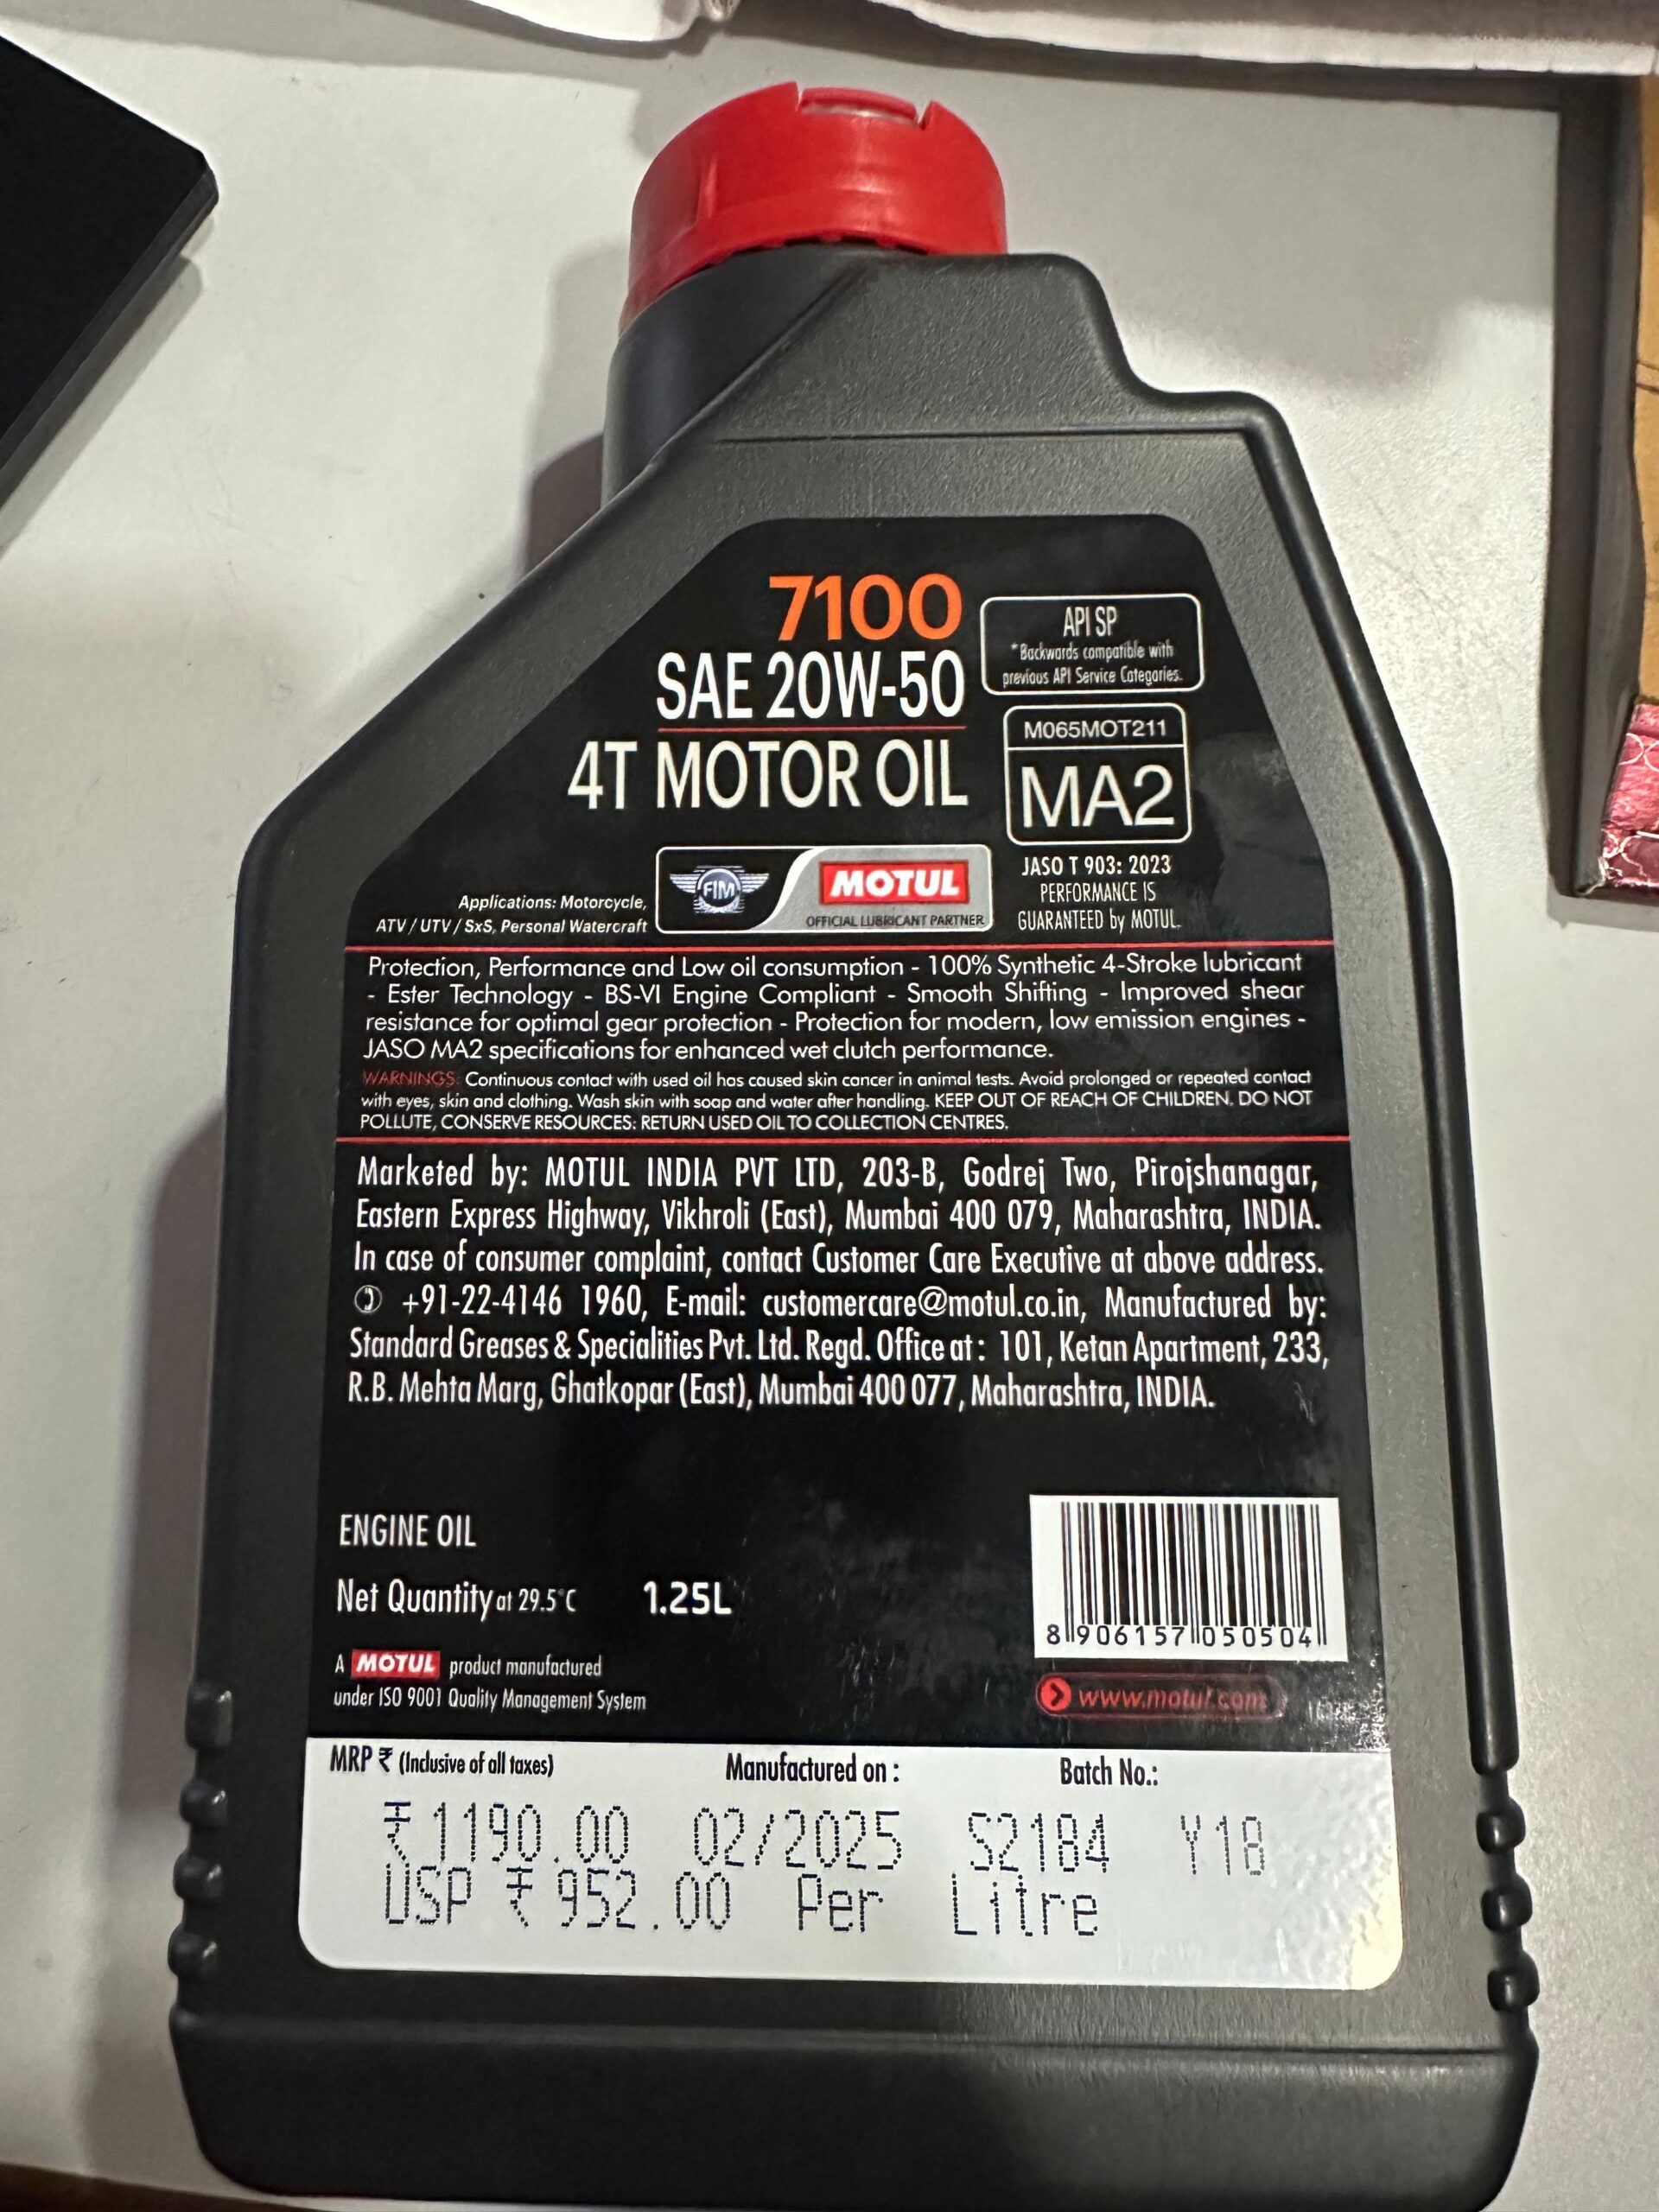 7100
SAE 20W-50
4T MOTOR OIL
API SP
*Backwards compatible with
previous API Service Categories.
M065MOT211
MA2
JASO T 903: 2023
PERFORMANCE IS
GUARANTEED by MOTUL.
Applications: Motorcycle,
ATV / UTV / SxS, Personal Watercraft
FIM
MOTUL
OFFICIAL LUBRICANT PARTNER
Protection, Performance and Low oil consumption - 100% Synthetic 4-Stroke lubricant
- Ester Technology - BS-VI Engine Compliant - Smooth Shifting - Improved shear
resistance for optimal gear protection - Protection for modern, low emission engines -
JASO MA2 specifications for enhanced wet clutch performance.
WARNINGS: Continuous contact with used oil has caused skin cancer in animal tests. Avoid prolonged or repeated contact
with eyes, skin and clothing. Wash skin with soap and water after handling. KEEP OUT OF REACH OF CHILDREN. DO NOT
POLLUTE, CONSERVE RESOURCES: RETURN USED OIL TO COLLECTION CENTRES.
Marketed by: MOTUL INDIA PVT LTD, 203-B, Godrej Two, Pirojshanagar,
Eastern Express Highway, Vikhroli (East), Mumbai 400 079, Maharashtra, INDIA.
In case of consumer complaint, contact Customer Care Executive at above address.
+91-22-4146 1960, E-mail: customercare@motul.co.in, Manufactured by:
Standard Greases & Specialities Pvt. Ltd. Regd. Office at: 101, Ketan Apartment, 233,
R.B. Mehta Marg, Ghatkopar (East), Mumbai 400 077, Maharashtra, INDIA.
ENGINE OIL
Net Quantity at 29.5°C 1.25L
8 906157 050504
A MOTUL product manufactured
under ISO 9001 Quality Management System
www.motul.com
MRP ₹ (Inclusive of all taxes) Manufactured on : Batch No.:
₹1190.00 02/2025 S2184 Y18
USP ₹952.00 Per Litre